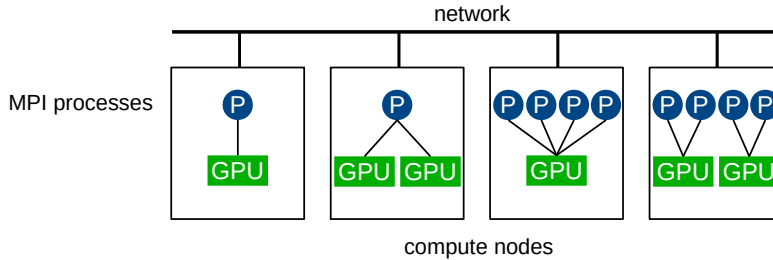 network
MPI processes
P P P P P P P P P P
GPU GPU GPU GPU GPU GPU
compute nodes